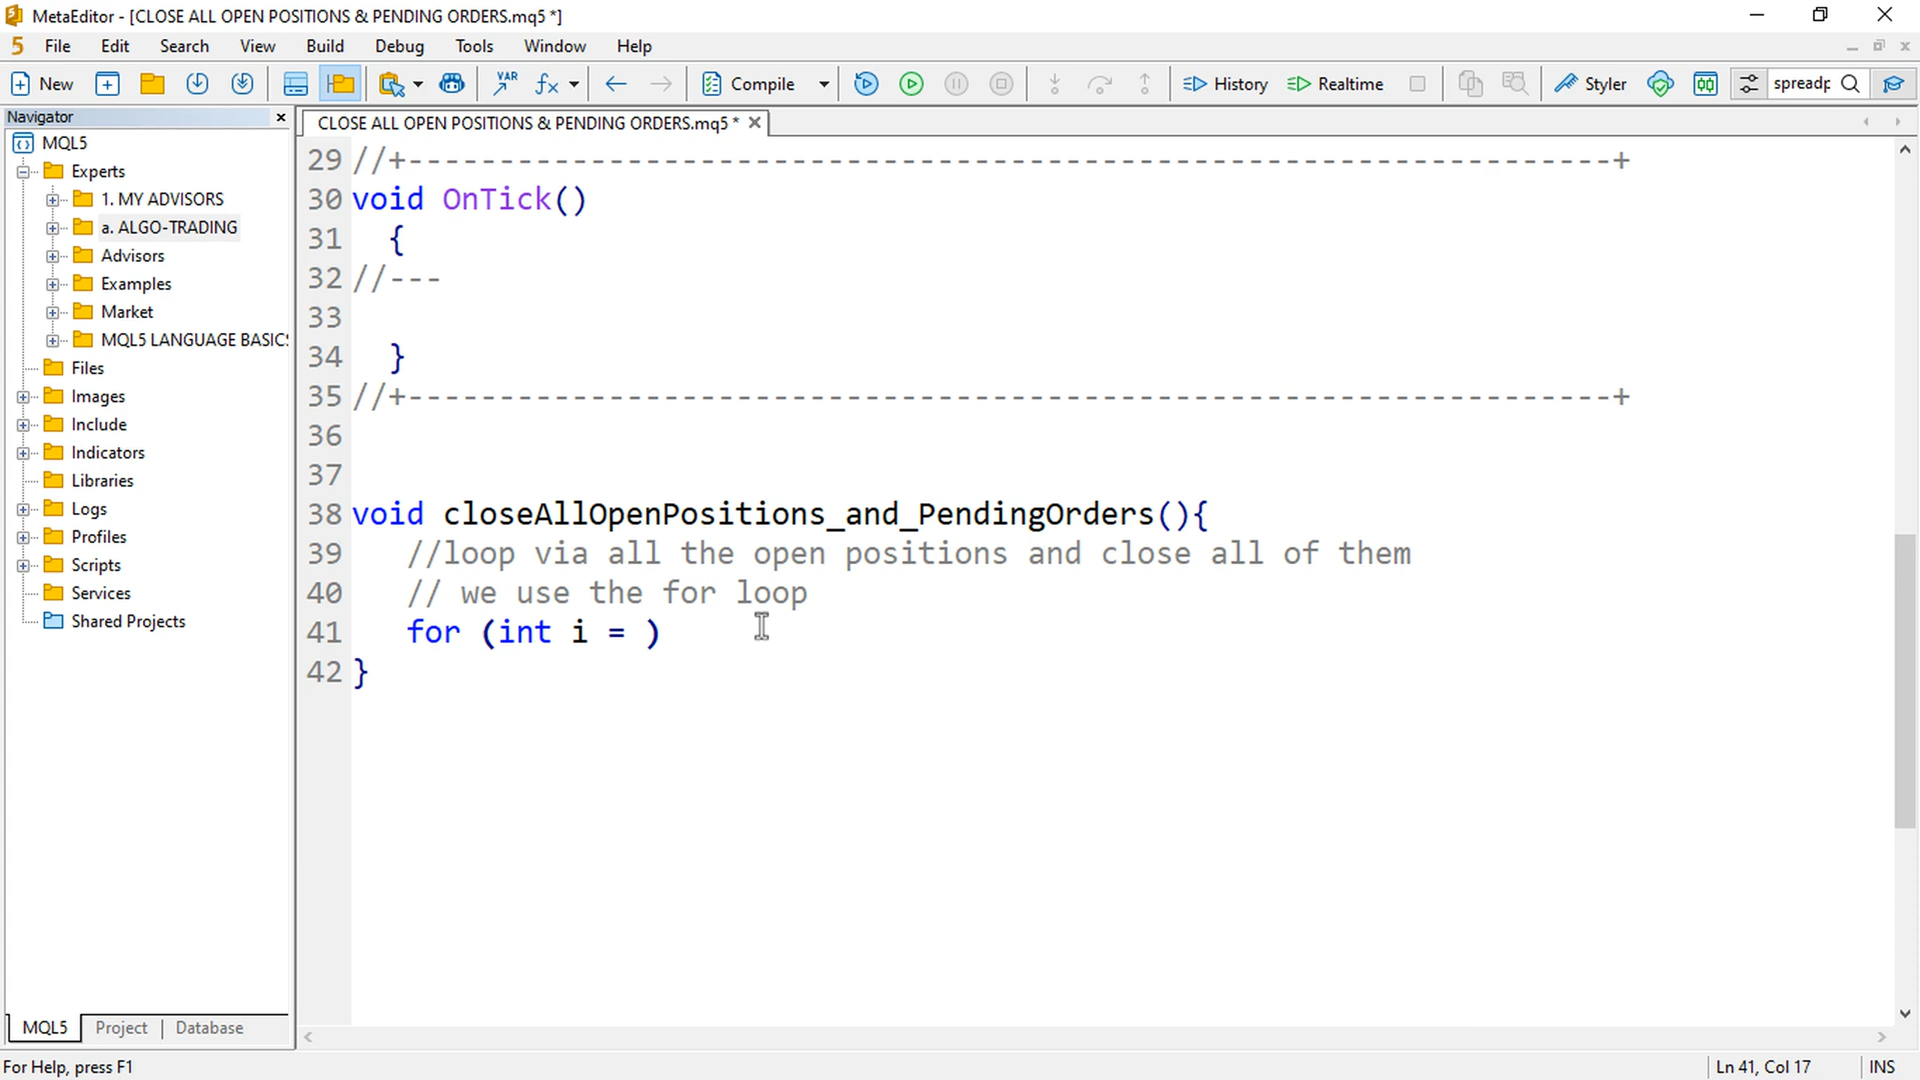 MetaEditor - [CLOSE ALL OPEN POSITIONS & PENDING ORDERS.mq5 *]
5 File Edit Search View Build Debug Tools Window Help
New VAR fx Compile History Realtime Styler spreadp
Navigator
MQL5
Experts
1. MY ADVISORS
a. ALGO-TRADING
Advisors
Examples
Market
MQL5 LANGUAGE BASICS
Files
Images
Include
Indicators
Libraries
Logs
Profiles
Scripts
Services
Shared Projects
MQL5 Project Database
CLOSE ALL OPEN POSITIONS & PENDING ORDERS.mq5 *
29 //+------------------------------------------------------------------+
30 void OnTick()
31 {
32 //---
33
34 }
35 //+------------------------------------------------------------------+
36
37
38 void closeAllOpenPositions_and_PendingOrders(){
39 //loop via all the open positions and close all of them
40 // we use the for loop
41 for (int i = )
42 }
For Help, press F1
Ln 41, Col 17 INS